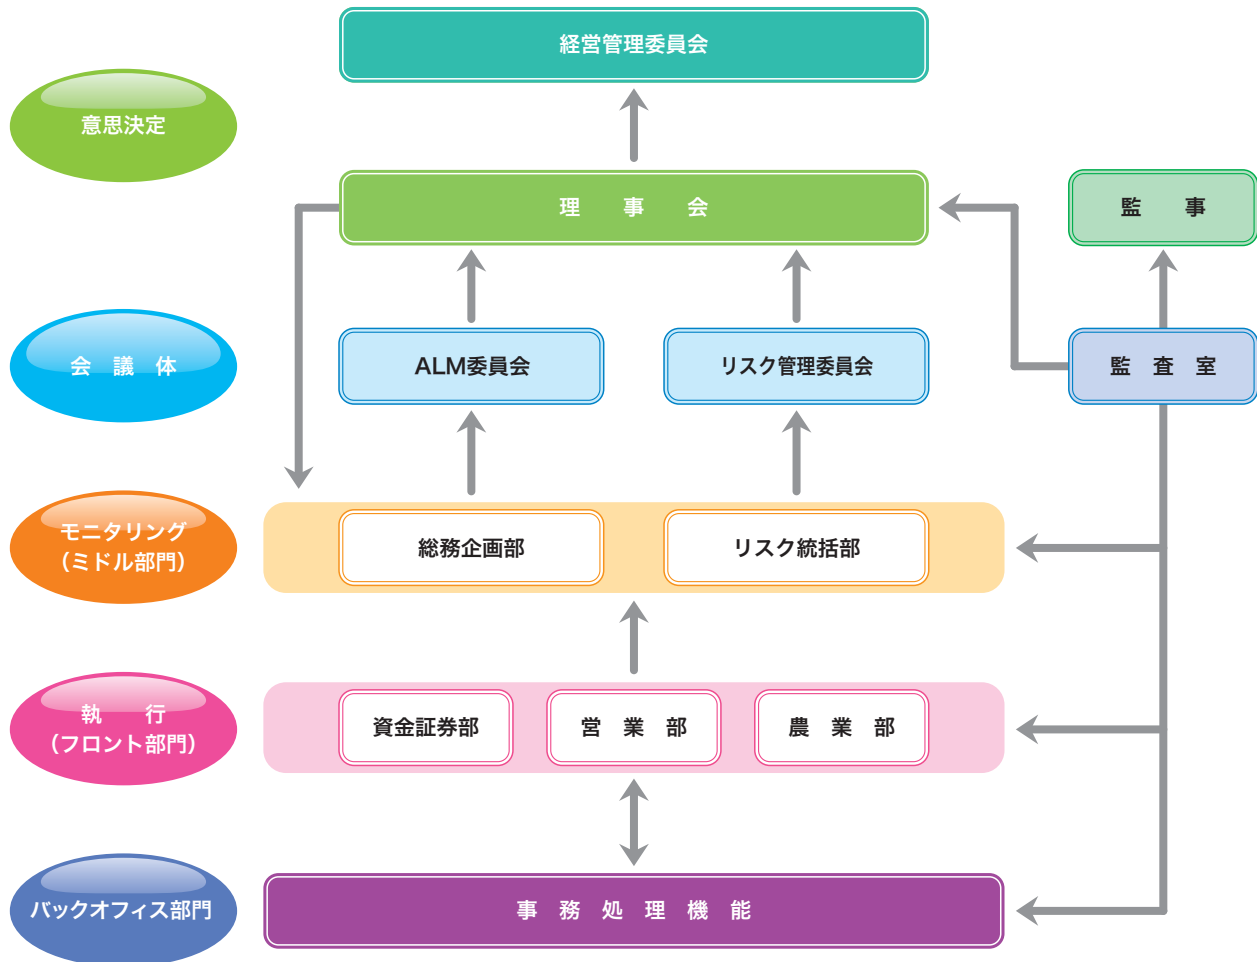 経営管理委員会
意思決定
理　事　会
監　事
会　議　体
ALM委員会
リスク管理委員会
監　査　室
モニタリング
（ミドル部門）
総務企画部
リスク統括部
執　行
（フロント部門）
資金証券部
営　業　部
農　業　部
バックオフィス部門
事　務　処　理　機　能